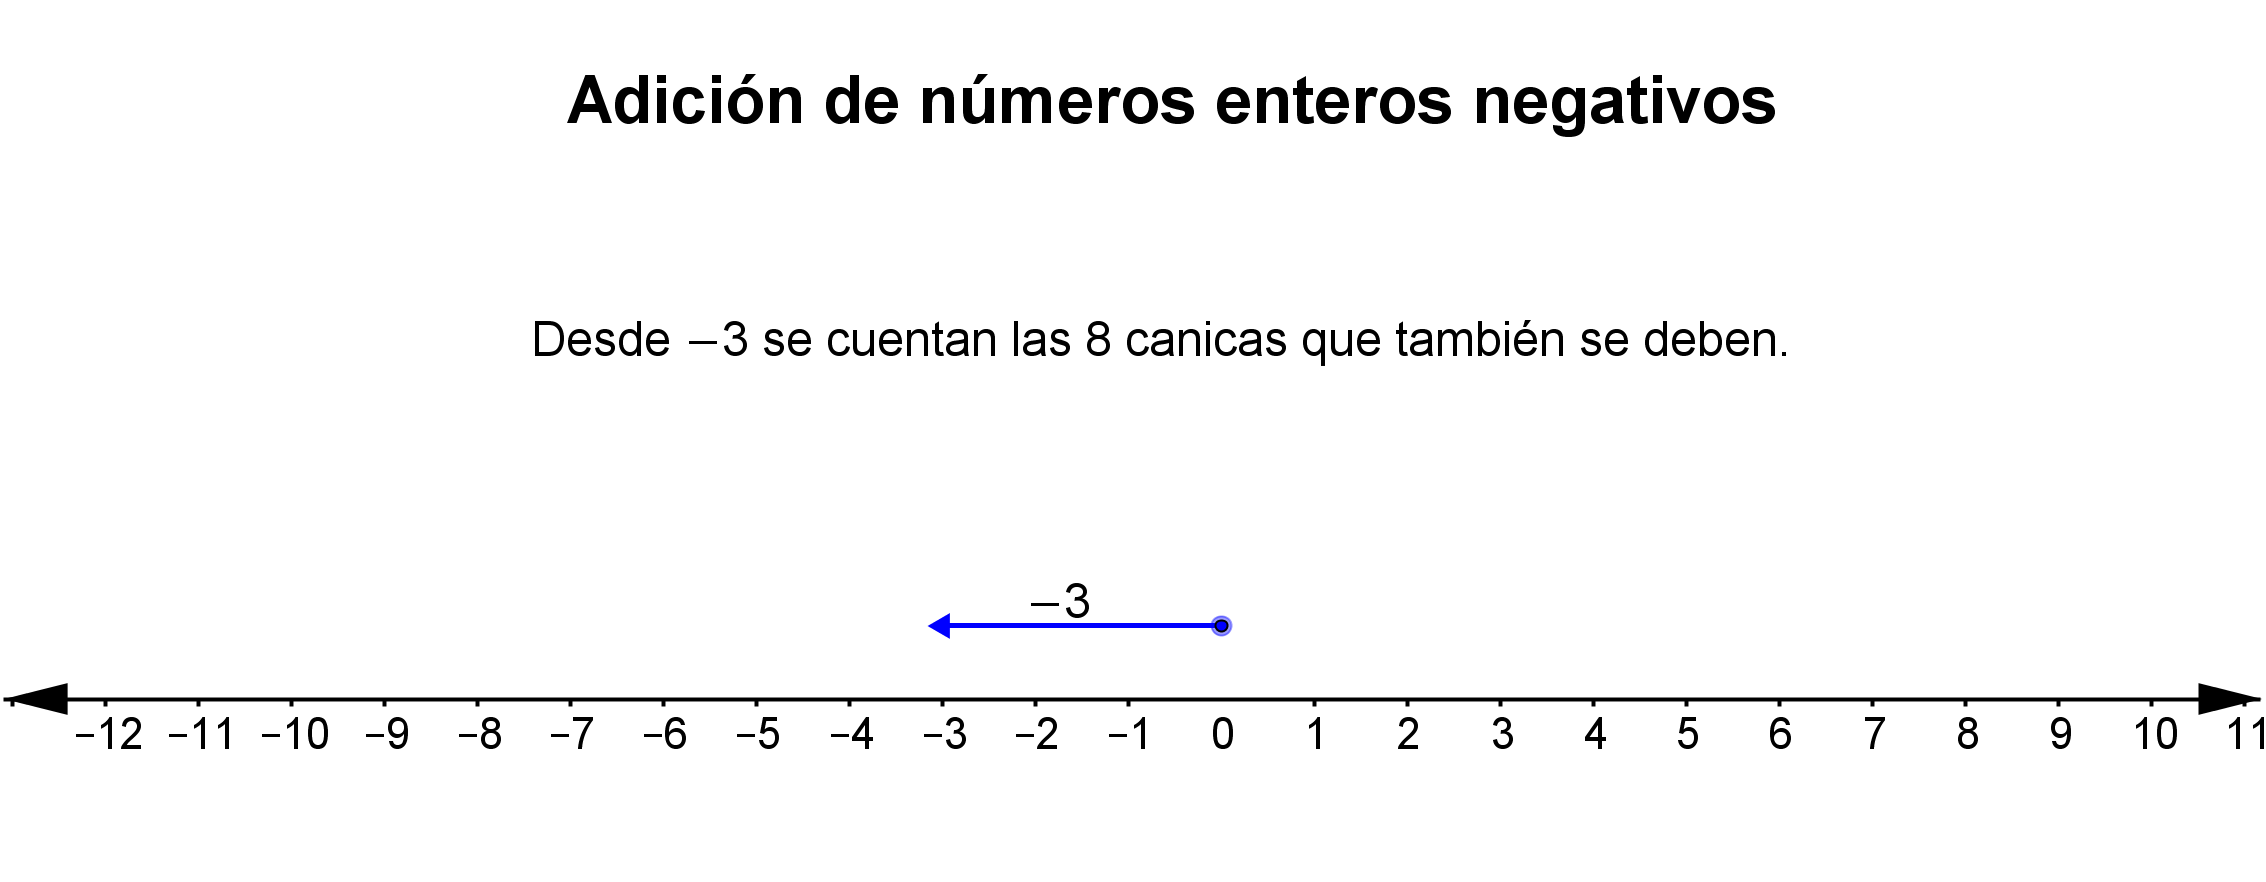 Adición de números enteros negativos
Desde −3 se cuentan las 8 canicas que también se deben.
−3
−12 −11 −10 −9 −8 −7 −6 −5 −4 −3 −2 −1 0 1 2 3 4 5 6 7 8 9 10 11